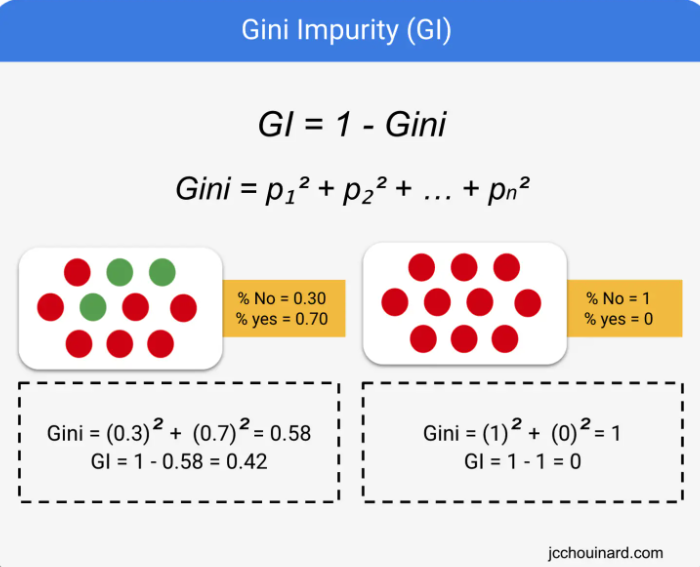 Gini Impurity (GI)
GI = 1 - Gini
Gini = p₁² + p₂² + … + pₙ²
% No = 0.30
% yes = 0.70
% No = 1
% yes = 0
Gini = (0.3)² + (0.7)² = 0.58
GI = 1 - 0.58 = 0.42
Gini = (1)² + (0)² = 1
GI = 1 - 1 = 0
jcchouinard.com